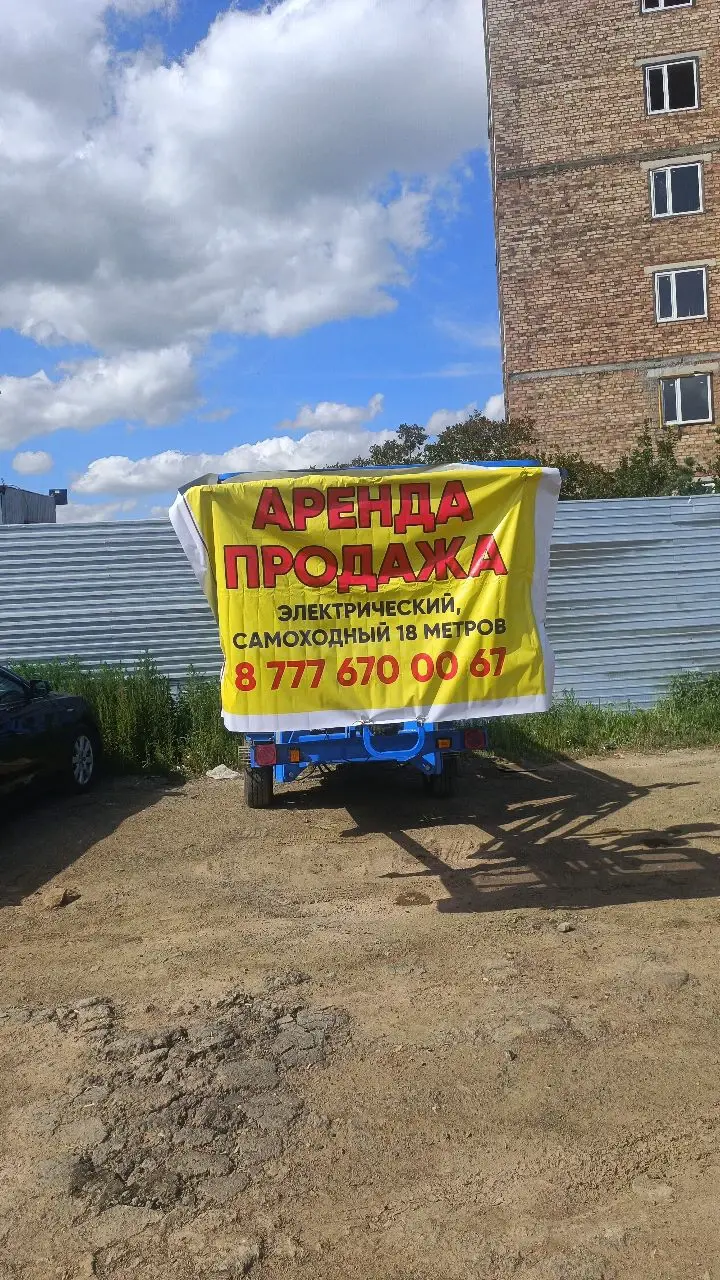 АРЕНДА
ПРОДАЖА
ЭЛЕКТРИЧЕСКИЙ,
САМОХОДНЫЙ 18 МЕТРОВ
8 777 670 00 67